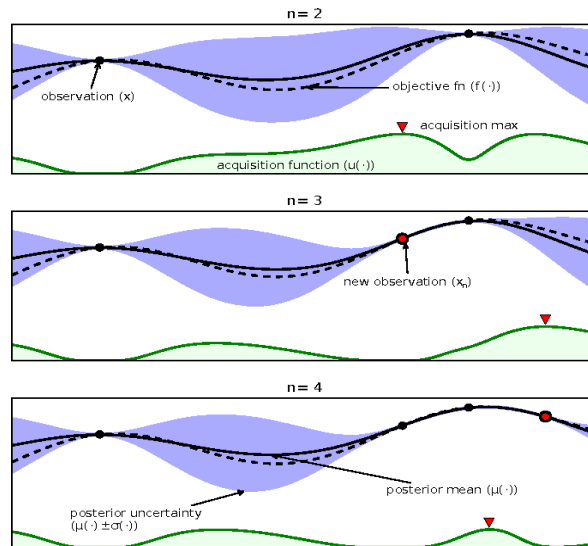 n= 2
observation (x)
objective fn (f(·))
acquisition max
acquisition function (u(·))
n= 3
new observation (xₙ)
n= 4
posterior mean (μ(·))
posterior uncertainty
(μ(·) ±σ(·))